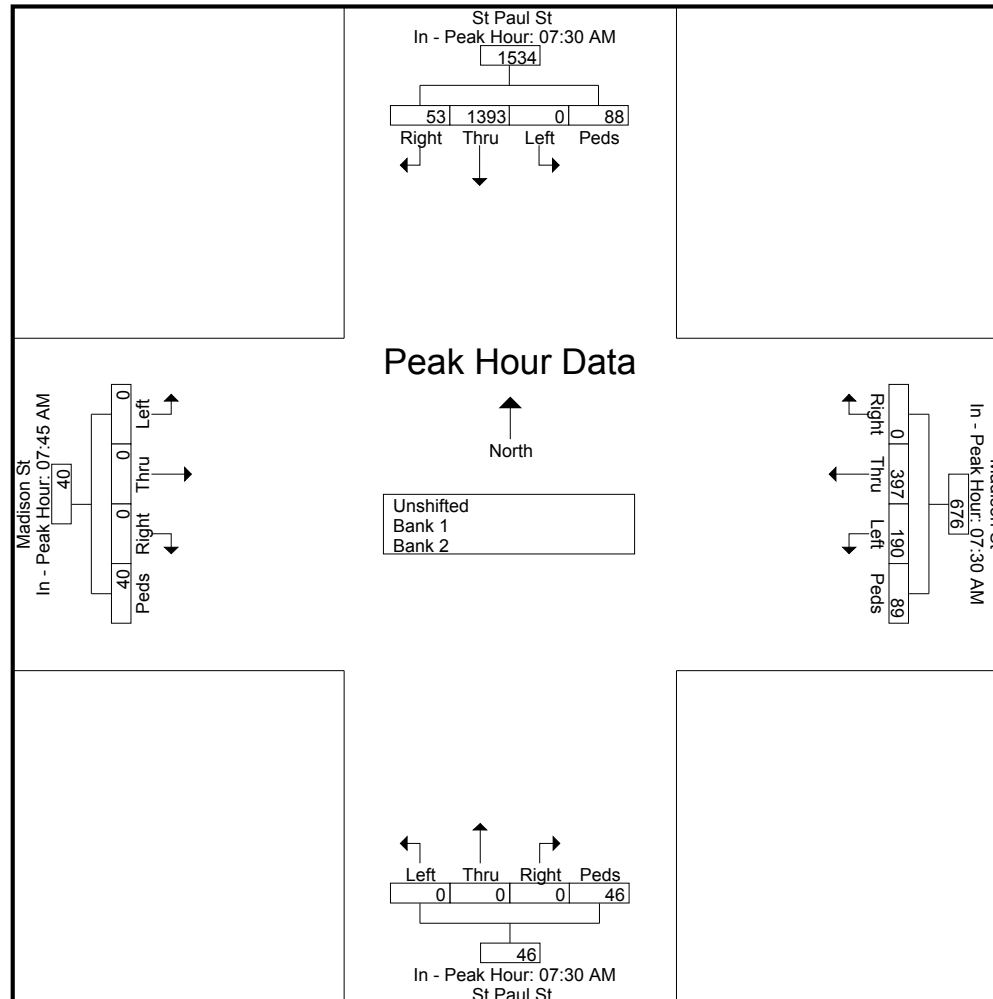 St Paul St
In - Peak Hour: 07:30 AM
1534
53 1393 0 88
Right Thru Left Peds
Peak Hour Data
North
Unshifted
Bank 1
Bank 2
Madison St
In - Peak Hour: 07:45 AM
40
0 0 0 40
Left Thru Right Peds
Madison St
In - Peak Hour: 07:30 AM
676
0 397 190 89
Right Thru Left Peds
Left Thru Right Peds
0 0 0 46
46
In - Peak Hour: 07:30 AM
St Paul St